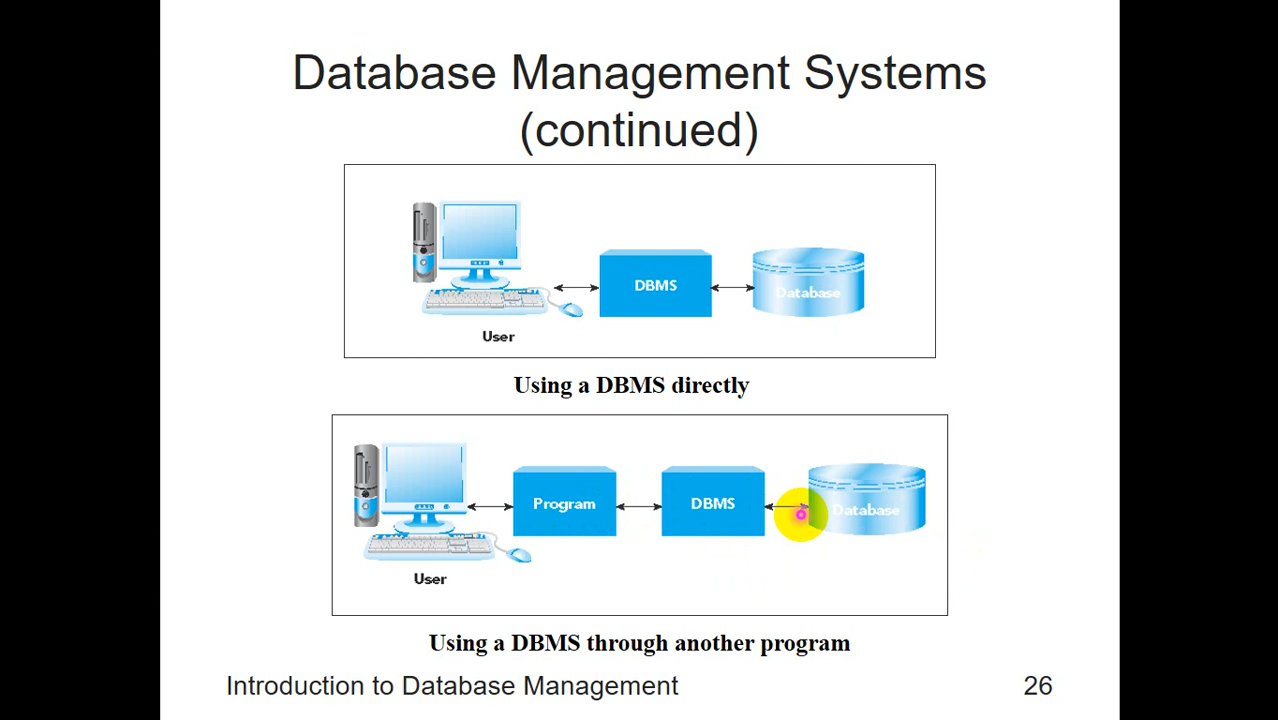 Database Management Systems
(continued)
DBMS
Database
User
Using a DBMS directly
Program
DBMS
Database
User
Using a DBMS through another program
Introduction to Database Management
26